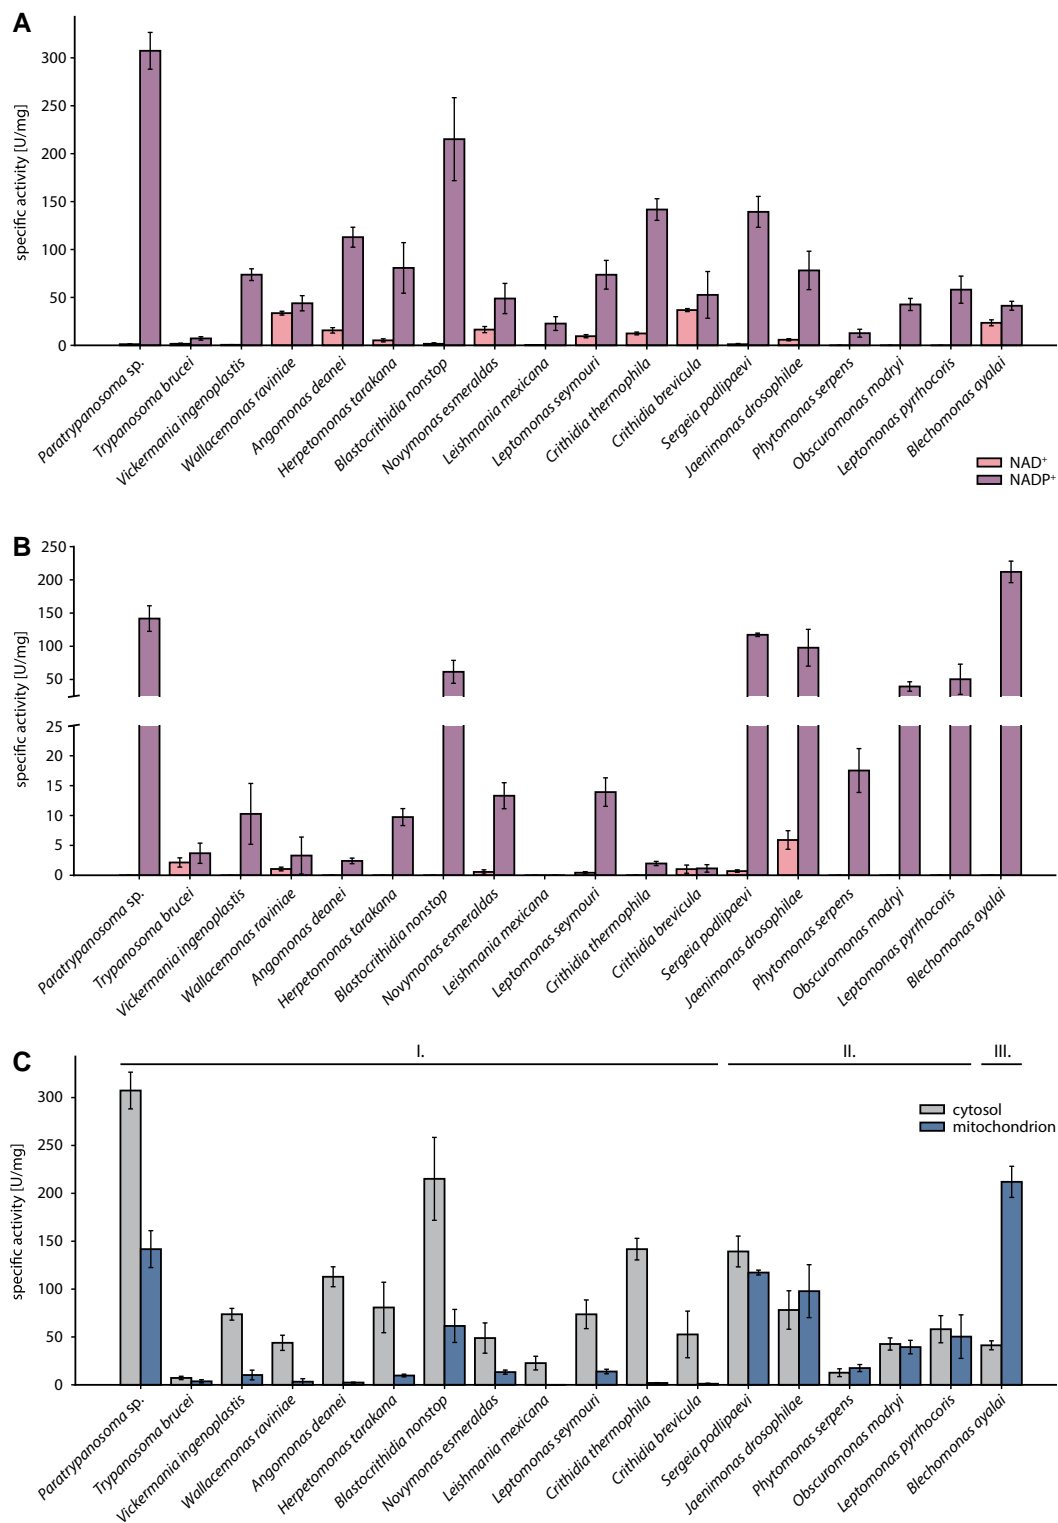 A
specific activity [U/mg]
300
250
200
150
100
50
0
Paratrypanosoma sp.
Trypanosoma brucei
Vickermania ingenoplastis
Wallacemonas raviniae
Angomonas deanei
Herpetomonas tarakana
Blastocrithidia nonstop
Novymonas esmeraldas
Leishmania mexicana
Leptomonas seymouri
Crithidia thermophila
Crithidia brevicula
Sergeia podlipaevi
Jaenimonas drosophilae
Phytomonas serpens
Obscuromonas modryi
Leptomonas pyrrhocoris
Blechomonas ayalai
NAD⁺
NADP⁺
B
specific activity [U/mg]
250
200
150
100
50
25
20
15
10
5
0
Paratrypanosoma sp.
Trypanosoma brucei
Vickermania ingenoplastis
Wallacemonas raviniae
Angomonas deanei
Herpetomonas tarakana
Blastocrithidia nonstop
Novymonas esmeraldas
Leishmania mexicana
Leptomonas seymouri
Crithidia thermophila
Crithidia brevicula
Sergeia podlipaevi
Jaenimonas drosophilae
Phytomonas serpens
Obscuromonas modryi
Leptomonas pyrrhocoris
Blechomonas ayalai
C
I.
II.
III.
cytosol
mitochondrion
specific activity [U/mg]
300
250
200
150
100
50
0
Paratrypanosoma sp.
Trypanosoma brucei
Vickermania ingenoplastis
Wallacemonas raviniae
Angomonas deanei
Herpetomonas tarakana
Blastocrithidia nonstop
Novymonas esmeraldas
Leishmania mexicana
Leptomonas seymouri
Crithidia thermophila
Crithidia brevicula
Sergeia podlipaevi
Jaenimonas drosophilae
Phytomonas serpens
Obscuromonas modryi
Leptomonas pyrrhocoris
Blechomonas ayalai